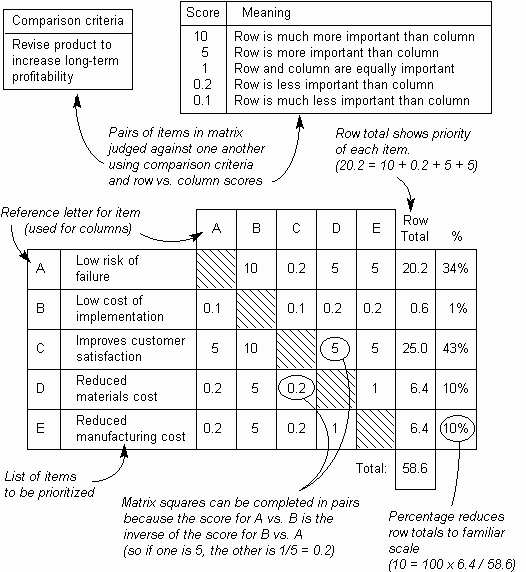 Comparison criteria
Revise product to
increase long-term
profitability
Score Meaning
10 Row is much more important than column
5 Row is more important than column
1 Row and column are equally important
0.2 Row is less important than column
0.1 Row is much less important than column
Pairs of items in matrix
judged against one another
using comparison criteria
and row vs. column scores
Row total shows priority
of each item.
(20.2 = 10 + 0.2 + 5 + 5)
Reference letter for item
(used for columns)
A B C D E Row
Total %
A Low risk of
failure 10 0.2 5 5 20.2 34%
B Low cost of
implementation 0.1 0.1 0.2 0.2 0.6 1%
C Improves customer
satisfaction 5 10 5 5 25.0 43%
D Reduced
materials cost 0.2 5 0.2 1 6.4 10%
E Reduced
manufacturing cost 0.2 5 0.2 1 6.4 10%
Total: 58.6
List of items
to be prioritized
Matrix squares can be completed in pairs
because the score for A vs. B is the
inverse of the score for B vs. A
(so if one is 5, the other is 1/5 = 0.2)
Percentage reduces
row totals to familiar
scale
(10 = 100 x 6.4 / 58.6)